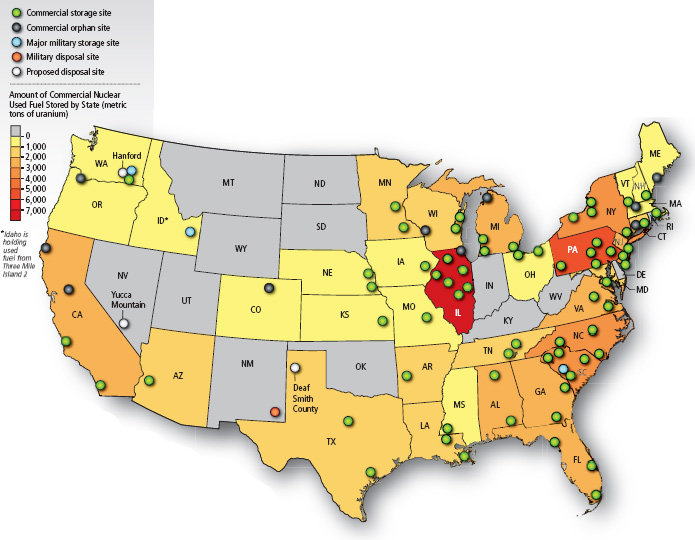 Commercial storage site
Commercial orphan site
Major military storage site
Military disposal site
Proposed disposal site
Amount of Commercial Nuclear
Used Fuel Stored by State (metric
tons of uranium)
0
1,000
2,000
3,000
4,000
5,000
6,000
7,000
*Idaho is
holding
used
fuel from
Three Mile
Island 2
WA
Hanford
OR
ID*
MT
ND
MN
SD
WY
WI
MI
NV
Yucca
Mountain
UT
CO
NE
IA
IL
IN
OH
PA
NY
VT
NH
ME
MA
RI
CT
NJ
DE
MD
WV
VA
KY
CA
AZ
NM
KS
MO
OK
Deaf
Smith
County
TX
AR
LA
MS
TN
AL
GA
NC
SC
FL